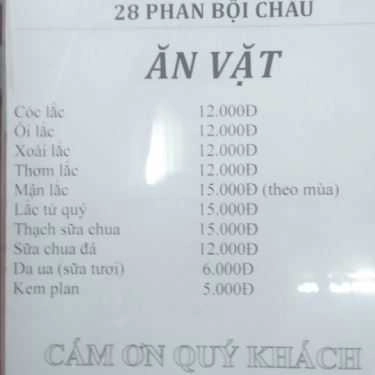 28 PHAN BỘI CHÂU
ĂN VẶT
Cóc lắc 12.000Đ
Ổi lắc 12.000Đ
Xoài lắc 12.000Đ
Thơm lắc 12.000Đ
Mận lắc 15.000Đ (theo mùa)
Lắc tứ quý 15.000Đ
Thạch sữa chua 15.000Đ
Sữa chua đá 12.000Đ
Da ua (sữa tươi) 6.000Đ
Kem plan 5.000Đ
CÁM ƠN QUÝ KHÁCH